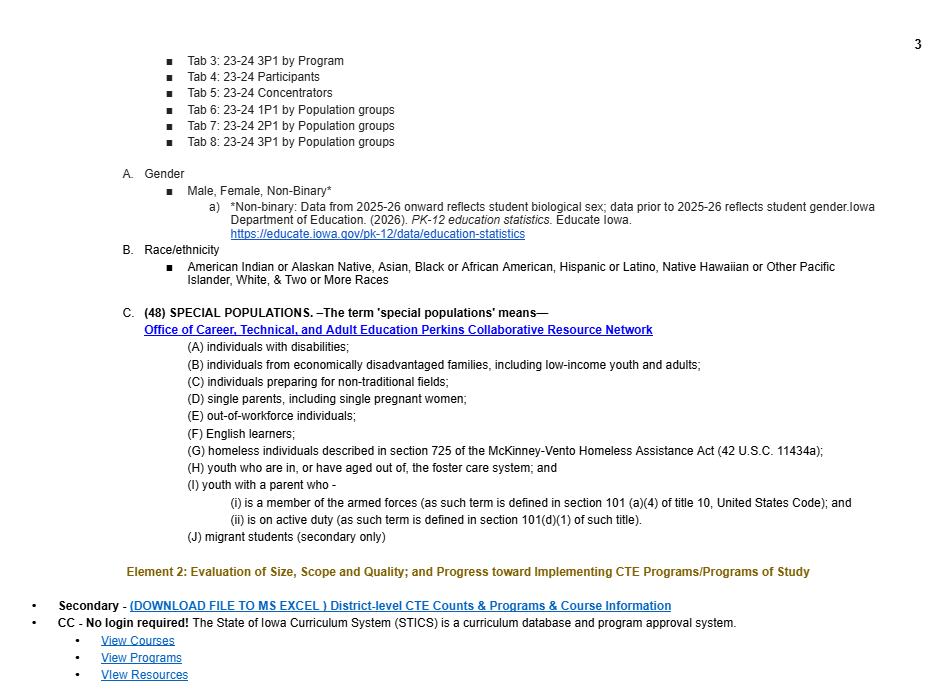 3
■ Tab 3: 23-24 3P1 by Program
■ Tab 4: 23-24 Participants
■ Tab 5: 23-24 Concentrators
■ Tab 6: 23-24 1P1 by Population groups
■ Tab 7: 23-24 2P1 by Population groups
■ Tab 8: 23-24 3P1 by Population groups
A. Gender
■ Male, Female, Non-Binary*
a) *Non-binary: Data from 2025-26 onward reflects student biological sex; data prior to 2025-26 reflects student gender.Iowa
Department of Education. (2026). PK-12 education statistics. Educate Iowa.
https://educate.iowa.gov/pk-12/data/education-statistics
B. Race/ethnicity
■ American Indian or Alaskan Native, Asian, Black or African American, Hispanic or Latino, Native Hawaiian or Other Pacific
Islander, White, & Two or More Races
C. (48) SPECIAL POPULATIONS. –The term 'special populations' means—
Office of Career, Technical, and Adult Education Perkins Collaborative Resource Network
(A) individuals with disabilities;
(B) individuals from economically disadvantaged families, including low-income youth and adults;
(C) individuals preparing for non-traditional fields;
(D) single parents, including single pregnant women;
(E) out-of-workforce individuals;
(F) English learners;
(G) homeless individuals described in section 725 of the McKinney-Vento Homeless Assistance Act (42 U.S.C. 11434a);
(H) youth who are in, or have aged out of, the foster care system; and
(I) youth with a parent who -
(i) is a member of the armed forces (as such term is defined in section 101 (a)(4) of title 10, United States Code); and
(ii) is on active duty (as such term is defined in section 101(d)(1) of such title).
(J) migrant students (secondary only)
Element 2: Evaluation of Size, Scope and Quality; and Progress toward Implementing CTE Programs/Programs of Study
• Secondary - (DOWNLOAD FILE TO MS EXCEL ) District-level CTE Counts & Programs & Course Information
• CC - No login required! The State of Iowa Curriculum System (STICS) is a curriculum database and program approval system.
• View Courses
• View Programs
• VIew Resources